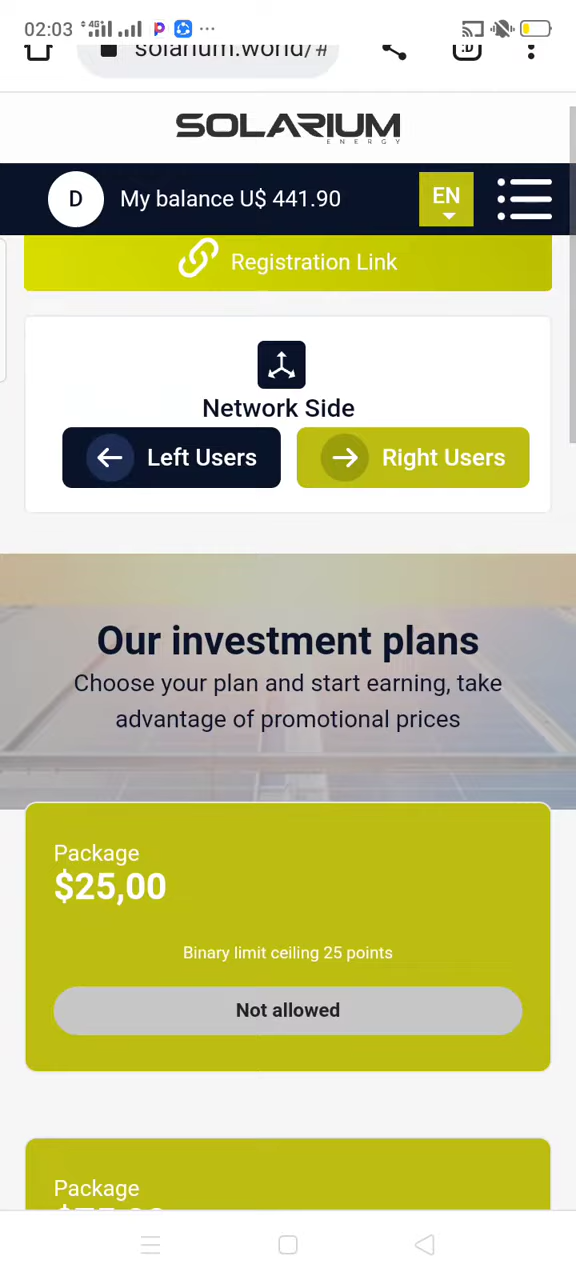 02:03 4G
solarium.world/#
:D
SOLARIUM
ENERGY
D My balance U$ 441.90 EN
Registration Link
Network Side
Left Users Right Users
Our investment plans
Choose your plan and start earning, take
advantage of promotional prices
Package
$25,00
Binary limit ceiling 25 points
Not allowed
Package